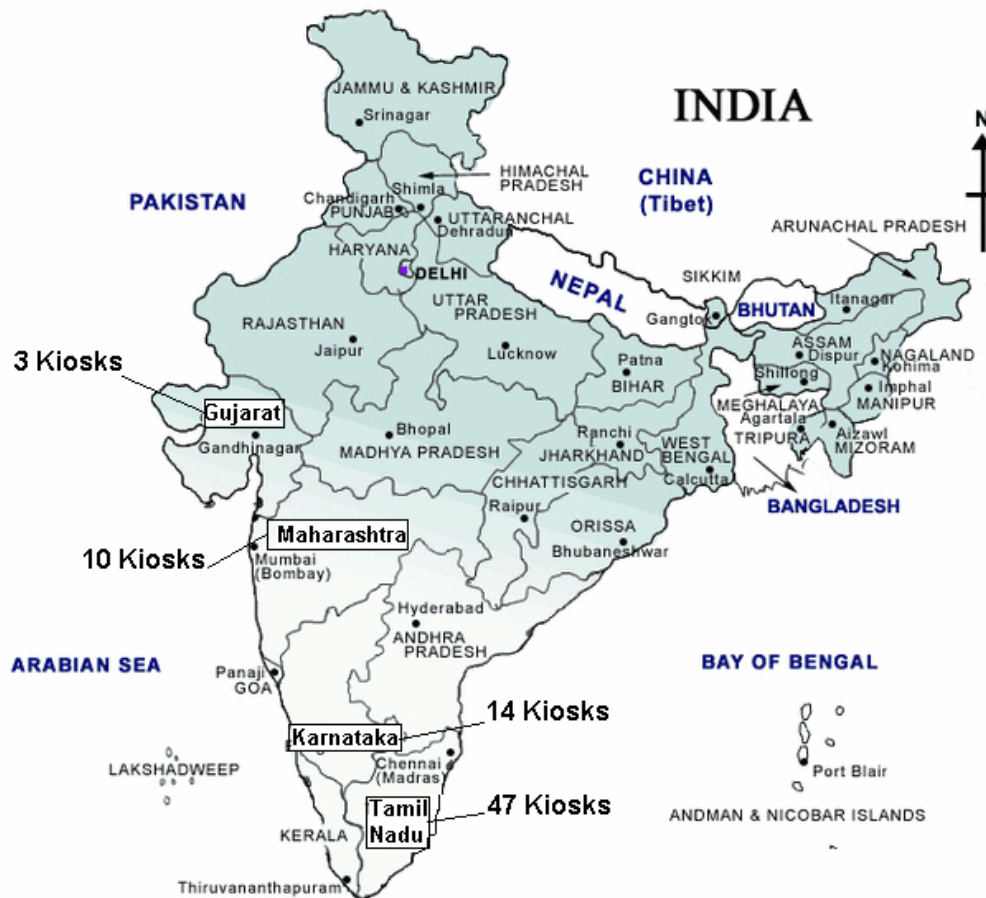 INDIA
N
JAMMU & KASHMIR
Srinagar
HIMACHAL
PRADESH
CHINA
(Tibet)
PAKISTAN
Shimla
Chandigarh
PUNJAB
UTTARANCHAL
Dehradun
ARUNACHAL PRADESH
HARYANA
DELHI
NEPAL
SIKKIM
Gangtok
BHUTAN
Itanagar
UTTAR
PRADESH
RAJASTHAN
Jaipur
Lucknow
Patna
BIHAR
ASSAM
Dispur
NAGALAND
Kohima
Shillong
Imphal
MANIPUR
MEGHALAYA
Agartala
TRIPURA
Aizawl
MIZORAM
3 Kiosks
Gujarat
Gandhinagar
Bhopal
MADHYA PRADESH
Ranchi
JHARKHAND
WEST
BENGAL
Calcutta
CHHATTISGARH
Raipur
BANGLADESH
ORISSA
Bhubaneshwar
Maharashtra
10 Kiosks
Mumbai
(Bombay)
Hyderabad
ANDHRA
PRADESH
ARABIAN SEA
BAY OF BENGAL
Panaji
GOA
14 Kiosks
Karnataka
Chennai
(Madras)
LAKSHADWEEP
Port Blair
47 Kiosks
Tamil
Nadu
ANDMAN & NICOBAR ISLANDS
KERALA
Thiruvananthapuram